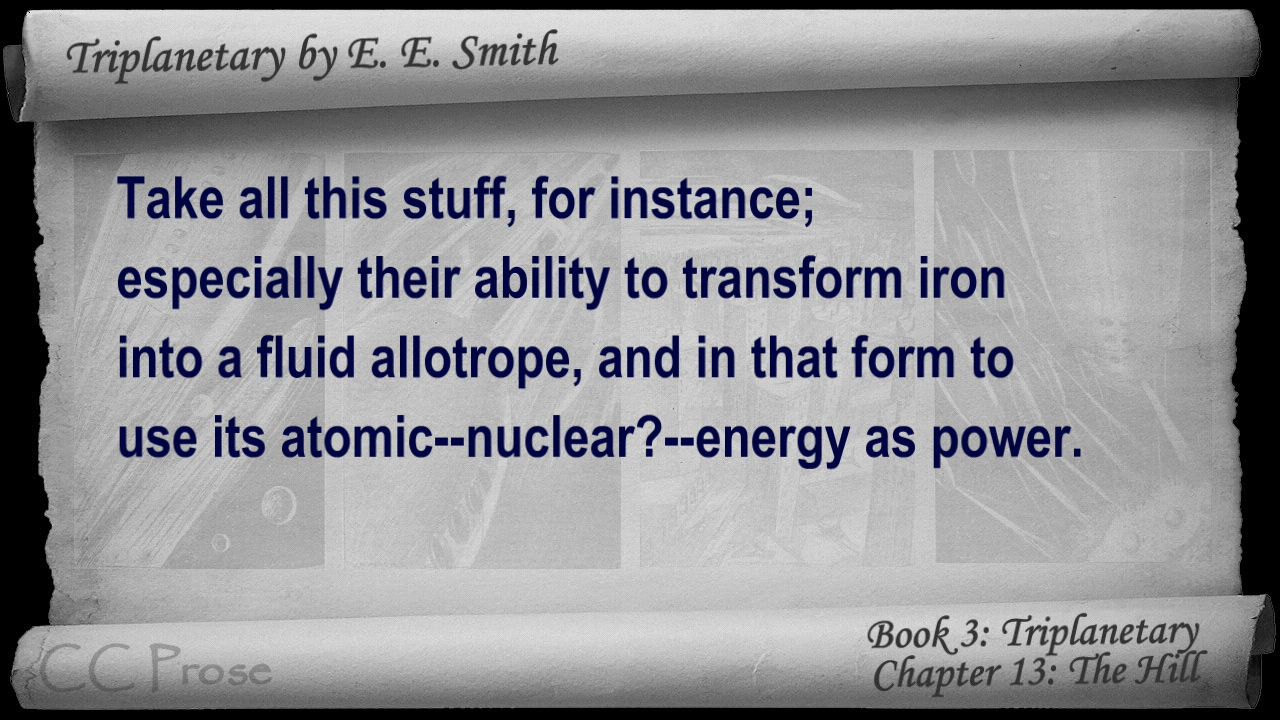 Triplanetary by E. E. Smith
Take all this stuff, for instance;
especially their ability to transform iron
into a fluid allotrope, and in that form to
use its atomic--nuclear?--energy as power.
Book 3: Triplanetary
Chapter 13: The Hill
CC Prose